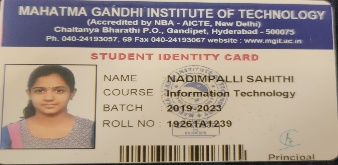 MAHATMA GANDHI INSTITUTE OF TECHNOLOGY
(Accredited by NBA - AICTE, New Delhi)
Chaitanya Bharathi P.O., Gandipet, Hyderabad - 500075
Ph. 040-24193057, 69 Fax 040-24193067 website : www.mgit.ac.in
STUDENT IDENTITY CARD
NAME NADIMPALLI SAHITHI
COURSE Information Technology
BATCH 2019-2023
ROLL NO 19261A1239
Principal